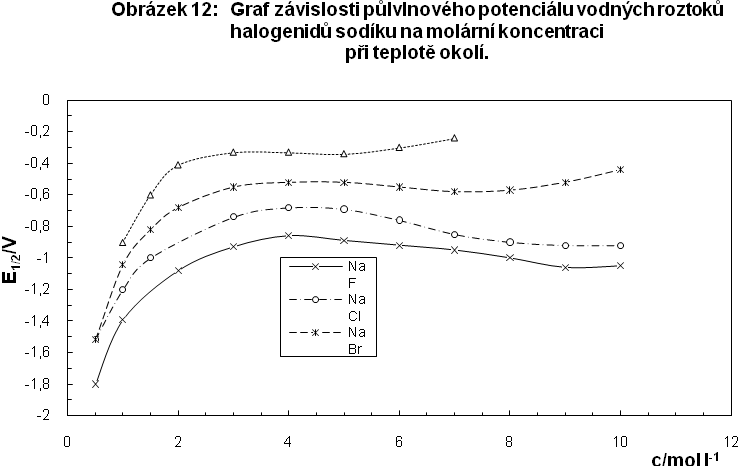 Obrázek 12: Graf závislosti půlvlnového potenciálu vodných roztoků
halogenidů sodíku na molární koncentraci
při teplotě okolí.
0
-0,2
-0,4
-0,6
-0,8
-1
-1,2
-1,4
-1,6
-1,8
-2
E1/2/V
Na
F
Na
Cl
Na
Br
0 2 4 6 8 10 12
c/mol l-1